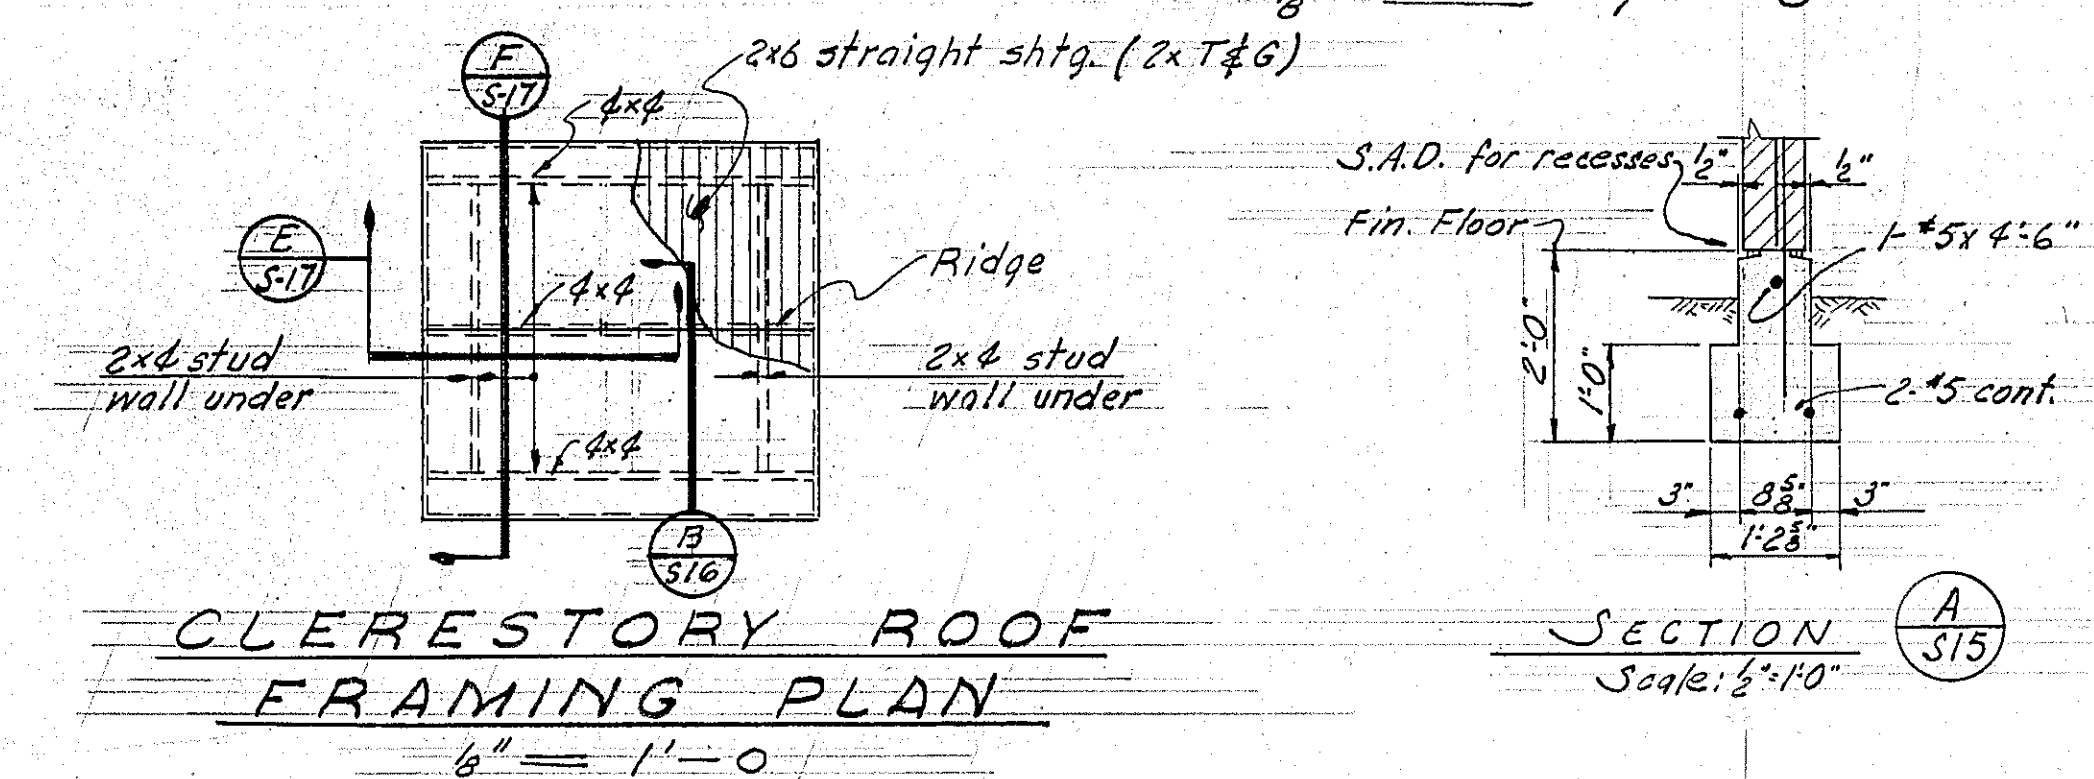 1/8
F
S-17
2x6 straight shtg. (2x T&G)
4x4
E
S-17
4x4
Ridge
2x4 stud
wall under
2x4 stud
wall under
4x4
B
S16
CLERESTORY ROOF
FRAMING PLAN
1/8" = 1'-0
S.A.D. for recesses
1/2"
1/2"
Fin. Floor
1-#5x4'-6"
2'-0"
1'-0"
2-#5 cont.
3"
8 5/8"
3"
1'-2 5/8"
SECTION
Scale: 1/2"=1'-0"
A
S15